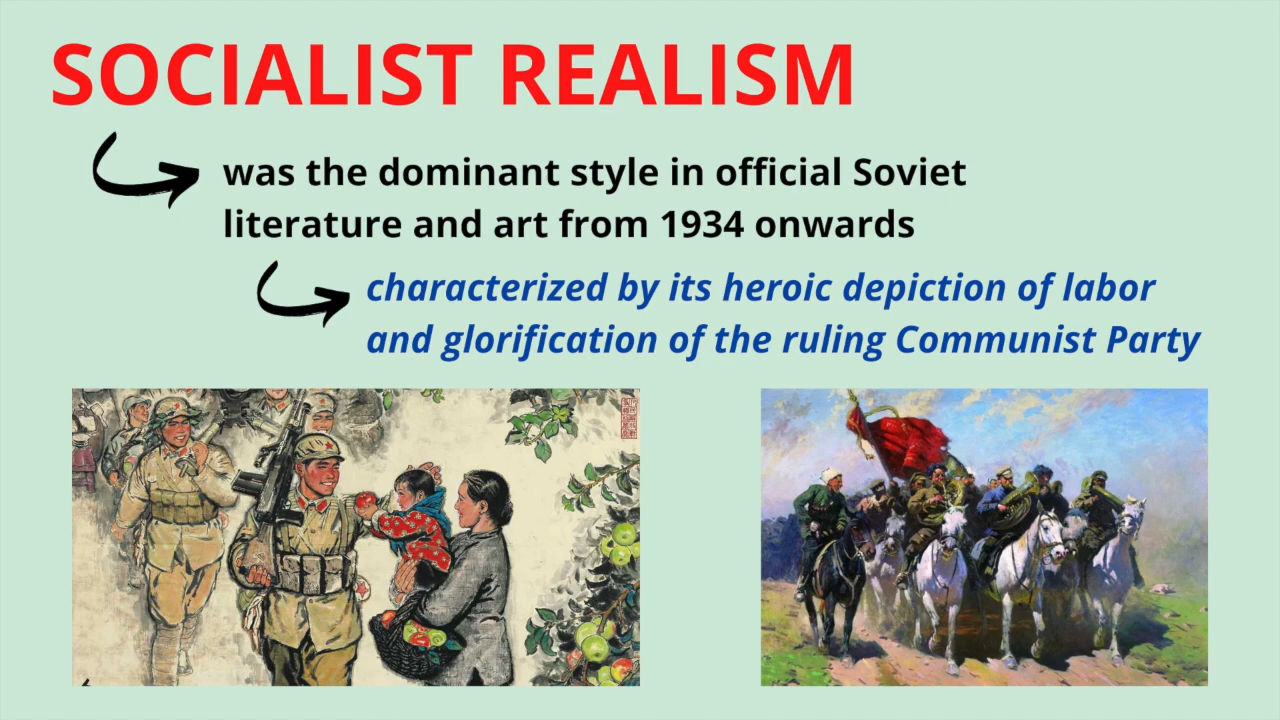 SOCIALIST REALISM
was the dominant style in official Soviet
literature and art from 1934 onwards
characterized by its heroic depiction of labor
and glorification of the ruling Communist Party